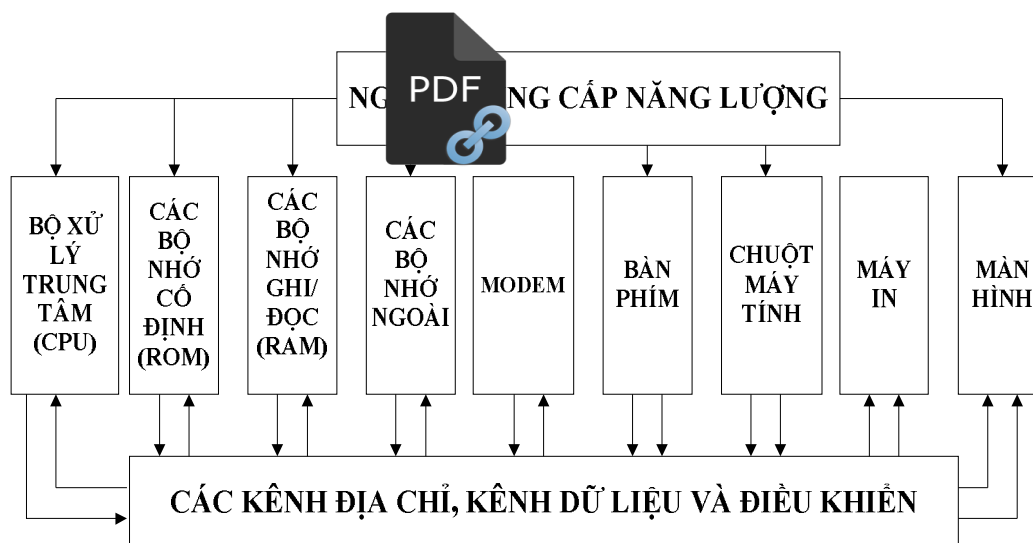 PDF
NG CẤP NĂNG LƯỢNG
BỘ XỬ
LÝ
TRUNG
TÂM
(CPU)
CÁC
BỘ
NHỚ
CỐ
ĐỊNH
(ROM)
CÁC
BỘ
NHỚ
GHI/
ĐỌC
(RAM)
CÁC
BỘ
NHỚ
NGOÀI
MODEM
BÀN
PHÍM
CHUỘT
MÁY
TÍNH
MÁY
IN
MÀN
HÌNH
CÁC KÊNH ĐỊA CHỈ, KÊNH DỮ LIỆU VÀ ĐIỀU KHIỂN